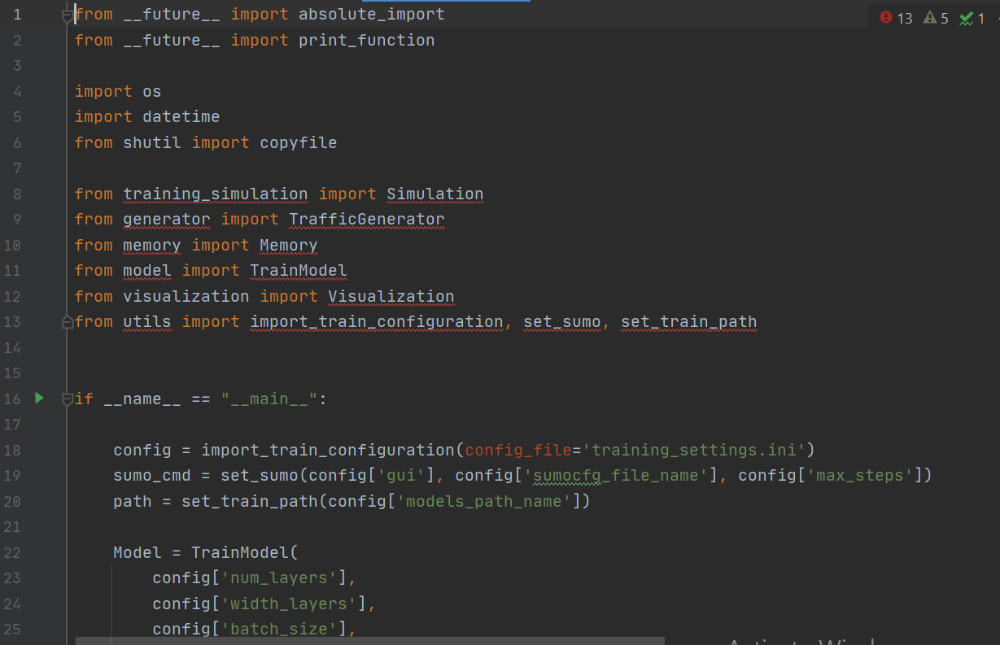 1 from __future__ import absolute_import 13 5 1
2 from __future__ import print_function
3
4 import os
5 import datetime
6 from shutil import copyfile
7
8 from training_simulation import Simulation
9 from generator import TrafficGenerator
10 from memory import Memory
11 from model import TrainModel
12 from visualization import Visualization
13 from utils import import_train_configuration, set_sumo, set_train_path
14
15
16 if __name__ == "__main__":
17
18 config = import_train_configuration(config_file='training_settings.ini')
19 sumo_cmd = set_sumo(config['gui'], config['sumocfg_file_name'], config['max_steps'])
20 path = set_train_path(config['models_path_name'])
21
22 Model = TrainModel(
23 config['num_layers'],
24 config['width_layers'],
25 config['batch_size'],